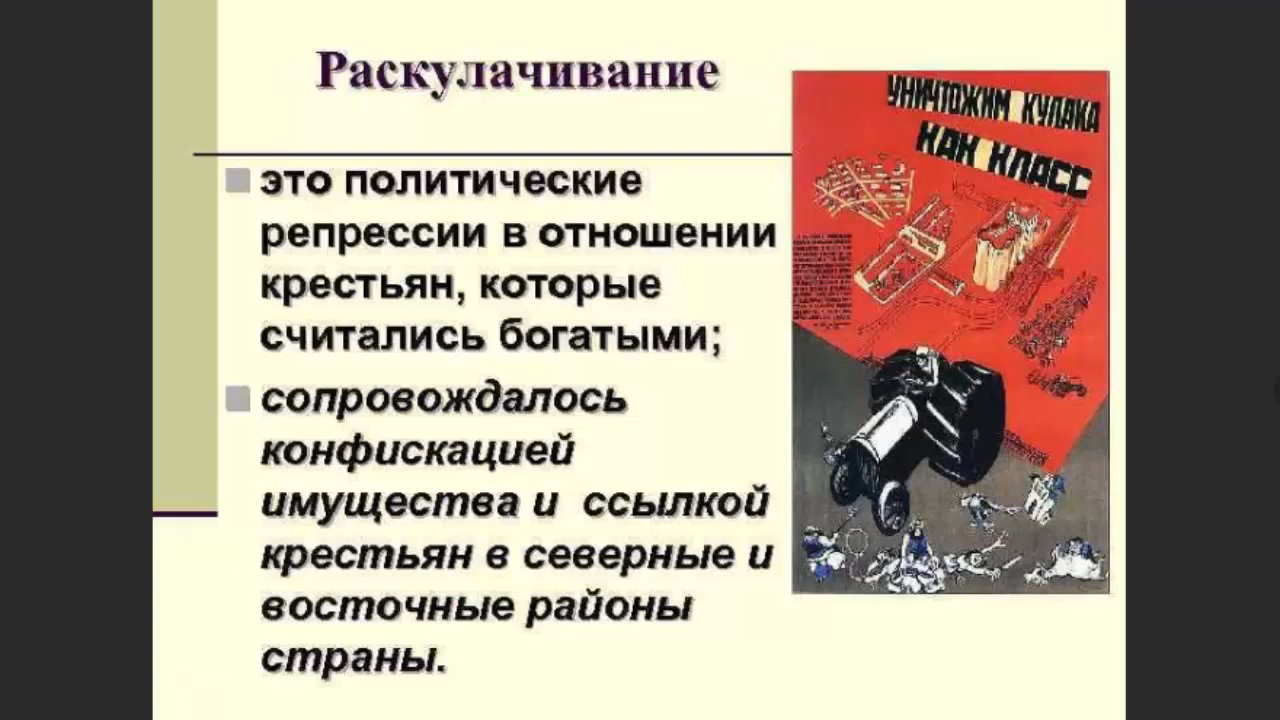 Раскулачивание
УНИЧТОЖИМ КУЛАКА
КАК КЛАСС
это политические
репрессии в отношении
крестьян, которые
считались богатыми;
сопровождалось
конфискацией
имущества и ссылкой
крестьян в северные и
восточные районы
страны.